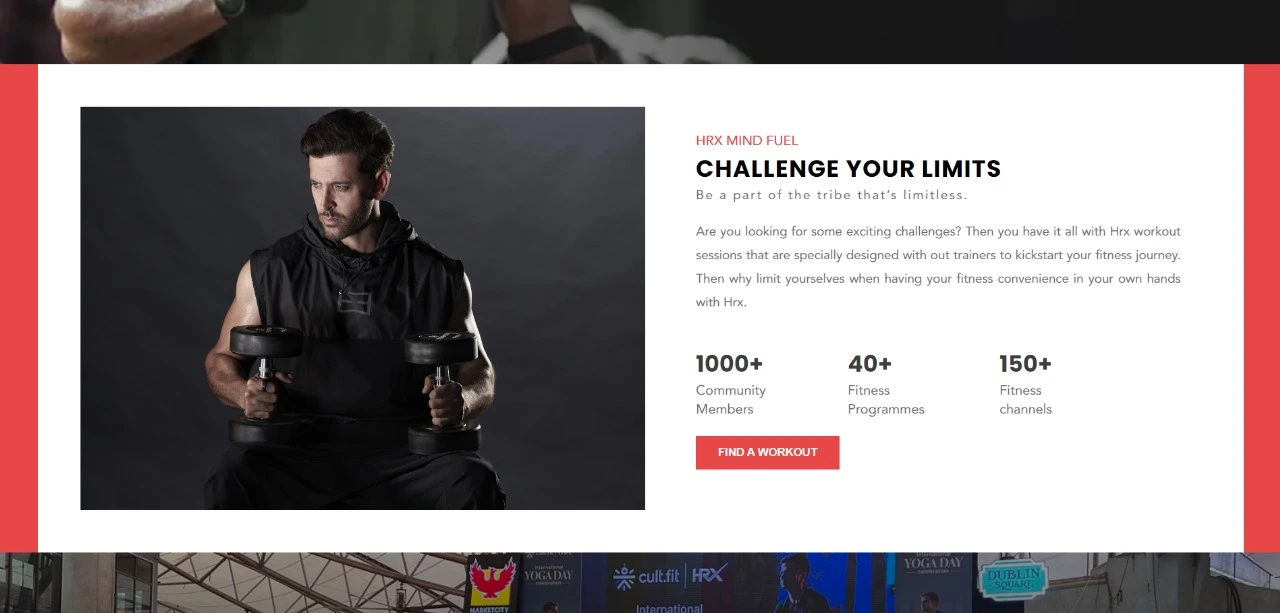 HRX MIND FUEL
CHALLENGE YOUR LIMITS
Be a part of the tribe that's limitless.
Are you looking for some exciting challenges? Then you have it all with Hrx workout
sessions that are specially designed with out trainers to kickstart your fitness journey.
Then why limit yourselves when having your fitness convenience in your own hands
with Hrx.
1000+ 40+ 150+
Community Fitness Fitness
Members Programmes channels
FIND A WORKOUT
International
YOGA DAY
cult.fit HRX
International
YOGA DAY
DUBLIN
SQUARE
MARKETCITY
International